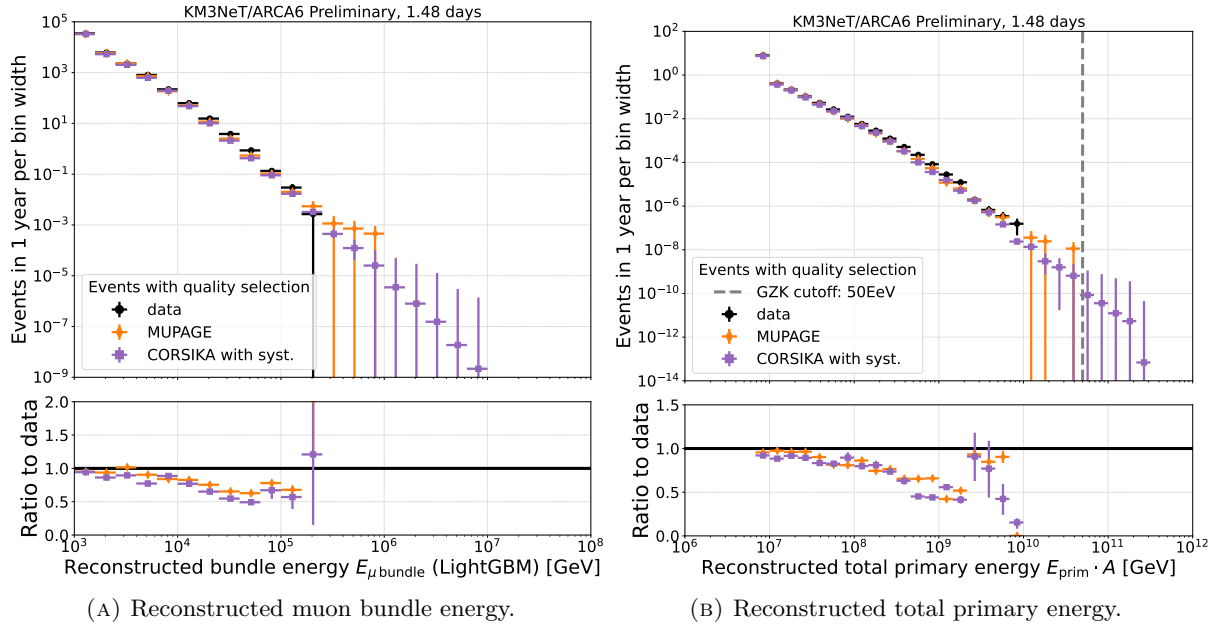 KM3NeT/ARCA6 Preliminary, 1.48 days
Events in 1 year per bin width
10^5
10^3
10^1
10^−1
10^−3
10^−5
10^−7
10^−9
Events with quality selection
data
MUPAGE
CORSIKA with syst.
Ratio to data
2.0
1.5
1.0
0.5
0.0
10^3 10^4 10^5 10^6 10^7 10^8
Reconstructed bundle energy E_μ bundle (LightGBM) [GeV]
(A) Reconstructed muon bundle energy.
KM3NeT/ARCA6 Preliminary, 1.48 days
Events in 1 year per bin width
10^2
10^0
10^−2
10^−4
10^−6
10^−8
10^−10
10^−12
10^−14
Events with quality selection
GZK cutoff: 50EeV
data
MUPAGE
CORSIKA with syst.
Ratio to data
1.5
1.0
0.5
0.0
10^6 10^7 10^8 10^9 10^10 10^11 10^12
Reconstructed total primary energy E_prim · A [GeV]
(B) Reconstructed total primary energy.